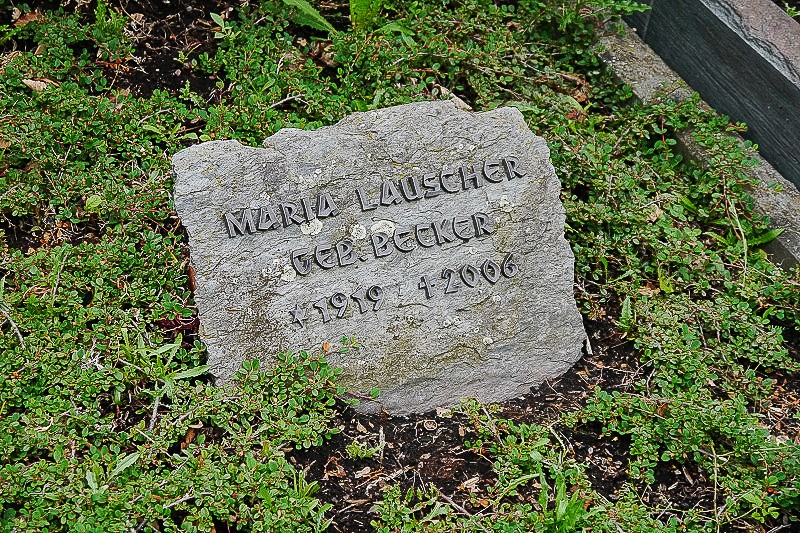 MARIA LAUSCHER
GEB. BECKER
*1919 †2006